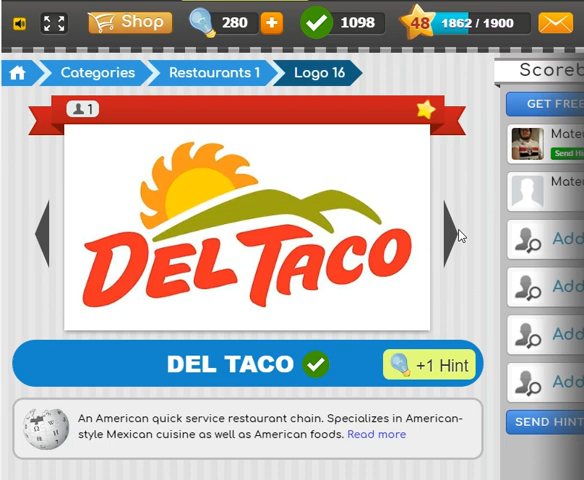 Shop
280
1098
48
1862 / 1900
Categories
Restaurants 1
Logo 16
Scoreb
1
GET FREE
Mate
Send Hi
Mate
DEL TACO
Add
Add
Add
Add
DEL TACO
+1 Hint
SEND HINT
An American quick service restaurant chain. Specializes in American-
style Mexican cuisine as well as American foods. Read more